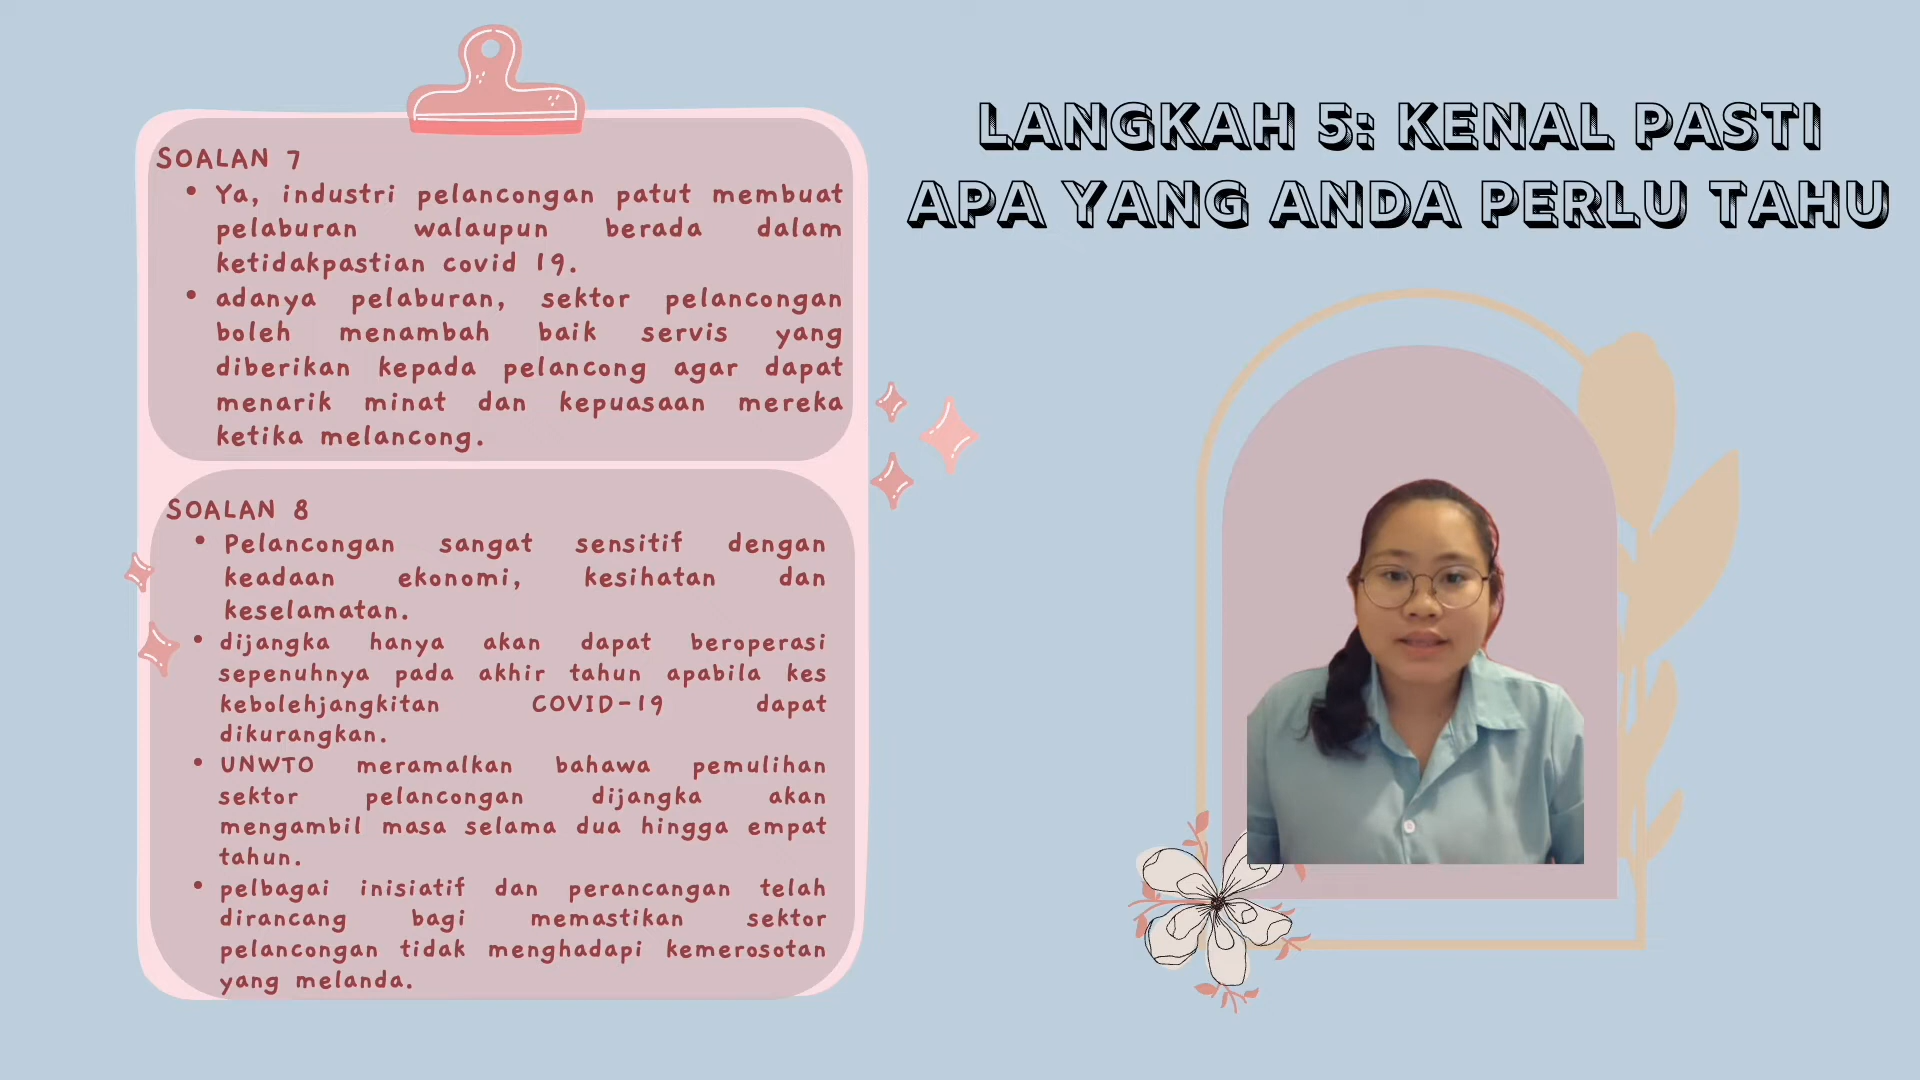 LANGKAH 5: KENAL PASTI
APA YANG ANDA PERLU TAHU
SOALAN 7
• Ya, industri pelancongan patut membuat
pelaburan walaupun berada dalam
ketidakpastian covid 19.
• adanya pelaburan, sektor pelancongan
boleh menambah baik servis yang
diberikan kepada pelancong agar dapat
menarik minat dan kepuasaan mereka
ketika melancong.
SOALAN 8
• Pelancongan sangat sensitif dengan
keadaan ekonomi, kesihatan dan
keselamatan.
• dijangka hanya akan dapat beroperasi
sepenuhnya pada akhir tahun apabila kes
kebolehjangkitan COVID-19 dapat
dikurangkan.
• UNWTO meramalkan bahawa pemulihan
sektor pelancongan dijangka akan
mengambil masa selama dua hingga empat
tahun.
• pelbagai inisiatif dan perancangan telah
dirancang bagi memastikan sektor
pelancongan tidak menghadapi kemerosotan
yang melanda.